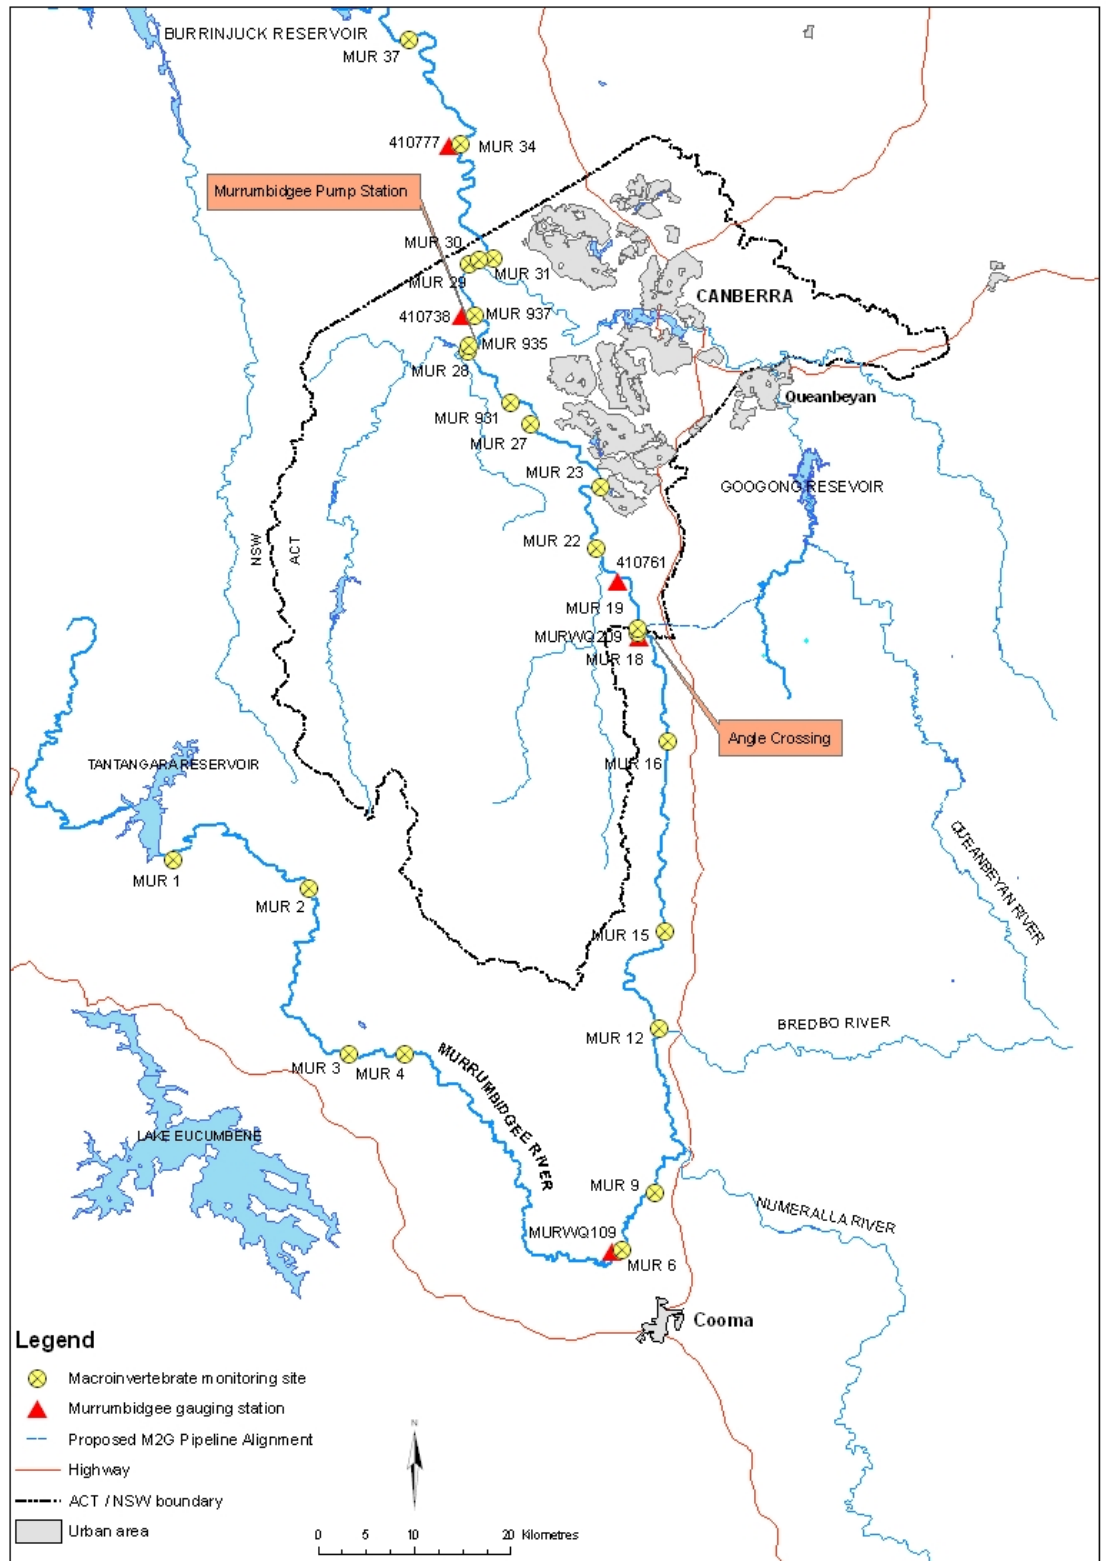 BURRINJUCK RESERVOIR
MUR 37
410777
MUR 34
Murrumbidgee Pump Station
MUR 30
MUR 29
MUR 31
CANBERRA
410738
MUR 937
MUR 935
MUR 28
MUR 931
MUR 27
Queanbeyan
MUR 23
GOOGONG RESEVOIR
NSW
ACT
MUR 22
410761
MUR 19
MURWQ209
MUR 18
Angle Crossing
MUR 16
TANTANGARA RESERVOIR
MUR 1
MUR 2
QUEANBEYAN RIVER
MUR 15
BREDBO RIVER
MUR 12
MUR 3
MUR 4
MURRUMBIDGEE RIVER
LAKE EUCUMBENE
MUR 9
NUMERALLA RIVER
MURWQ109
MUR 6
Cooma
Legend
Macroinvertebrate monitoring site
Murrumbidgee gauging station
Proposed M2G Pipeline Alignment
Highway
ACT / NSW boundary
Urban area
N
0 5 10 20 Kilometres